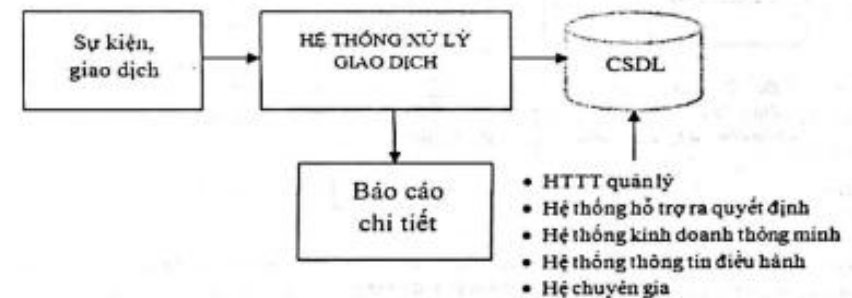 Sự kiện,
giao dịch
HỆ THỐNG XỬ LÝ
GIAO DỊCH
CSDL
Báo cáo
chi tiết
• HTTT quản lý
• Hệ thống hỗ trợ ra quyết định
• Hệ thống kinh doanh thông minh
• Hệ thống thông tin điều hành
• Hệ chuyên gia